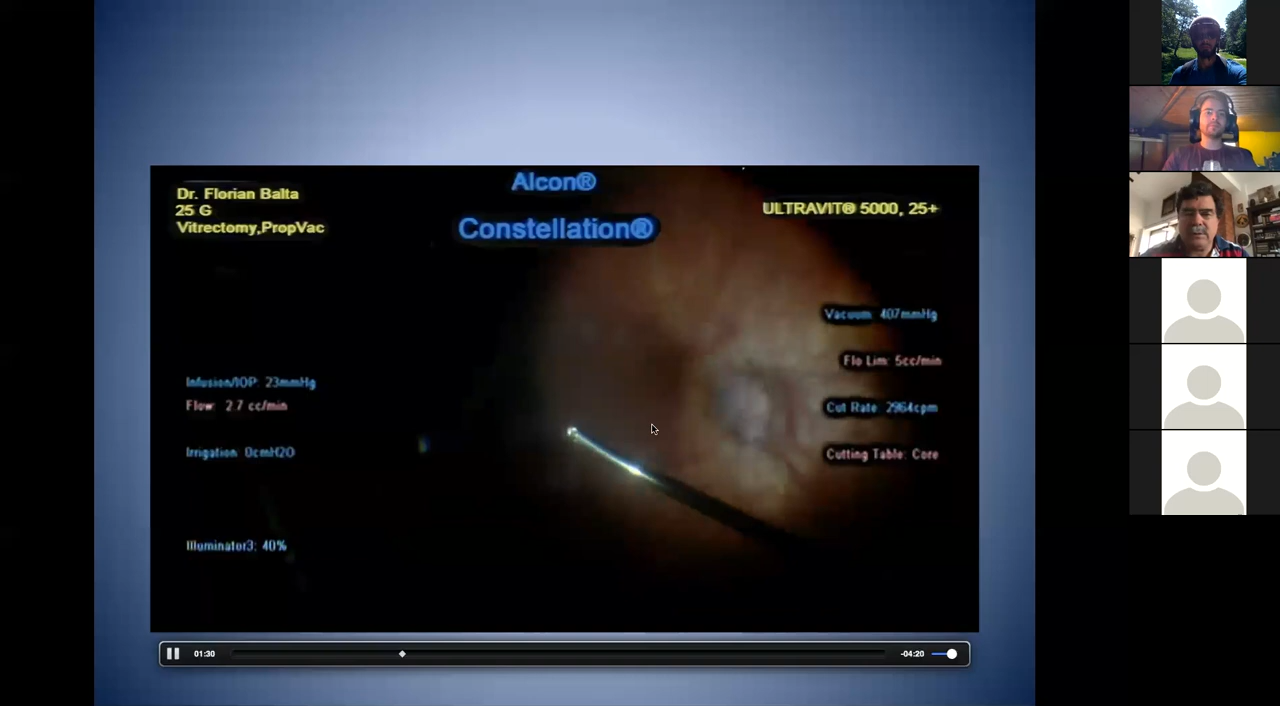 Dr. Florian Balta
25 G
Vitrectomy,PropVac
Alcon®
Constellation®
ULTRAVIT® 5000, 25+
Vacuum: 407mmHg
Flo Lim: 5cc/min
Cut Rate: 2964cpm
Cutting Table: Core
Infusion/IOP: 23mmHg
Flow: 2.7 cc/min
Irrigation: 0cmH2O
Illuminator3: 40%
01:30
-04:20